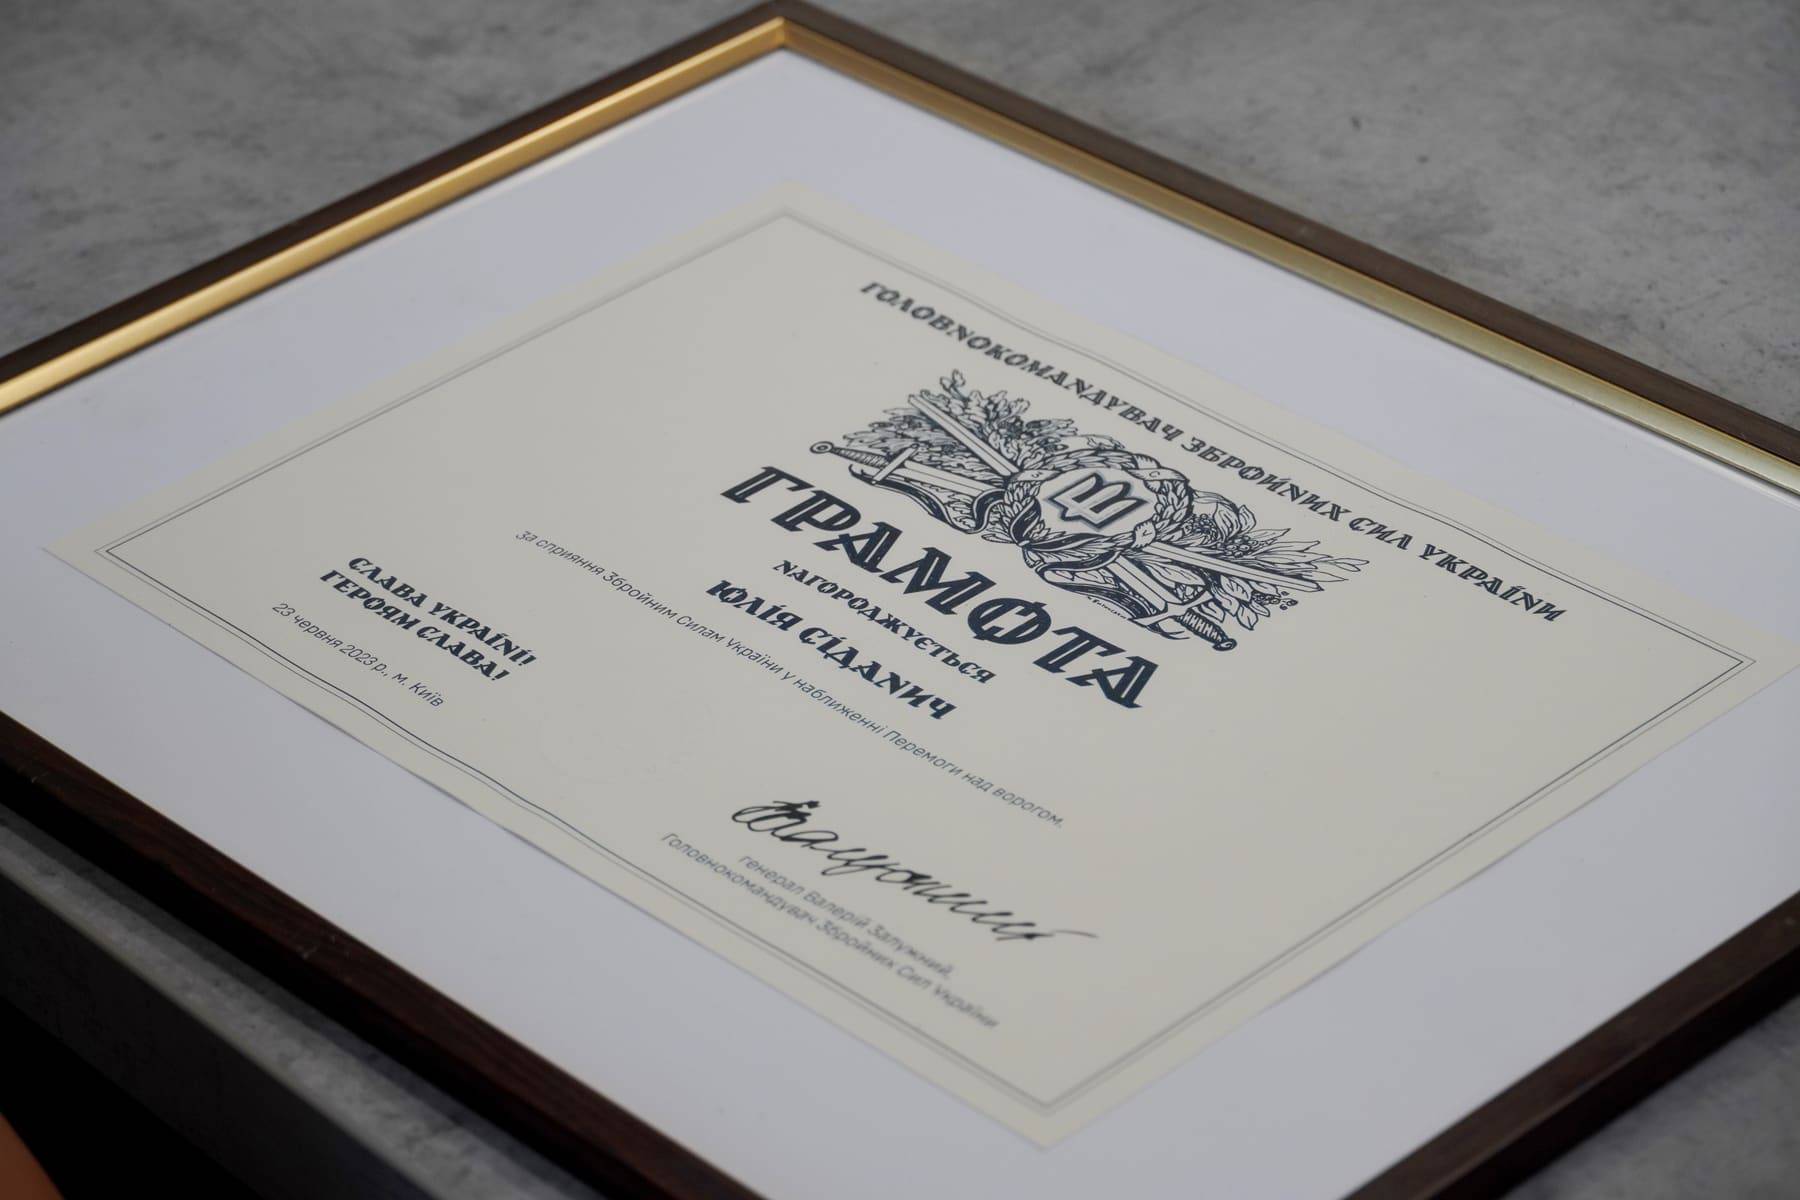 ГОЛОВНОКОМАНДУВАЧ ЗБРОЙНИХ СИЛ УКРАЇНИ
З С У
ГРАМОТА
НАГОРОДЖУЄТЬСЯ
ЮЛІЯ СІДАНИЧ
За сприяння Збройним Силам України у наближенні Перемоги над ворогом.
СЛАВА УКРАЇНІ!
ГЕРОЯМ СЛАВА!
23 червня 2023 р., м. Київ
генерал Валерій Залужний,
Головнокомандувач Збройних Сил України